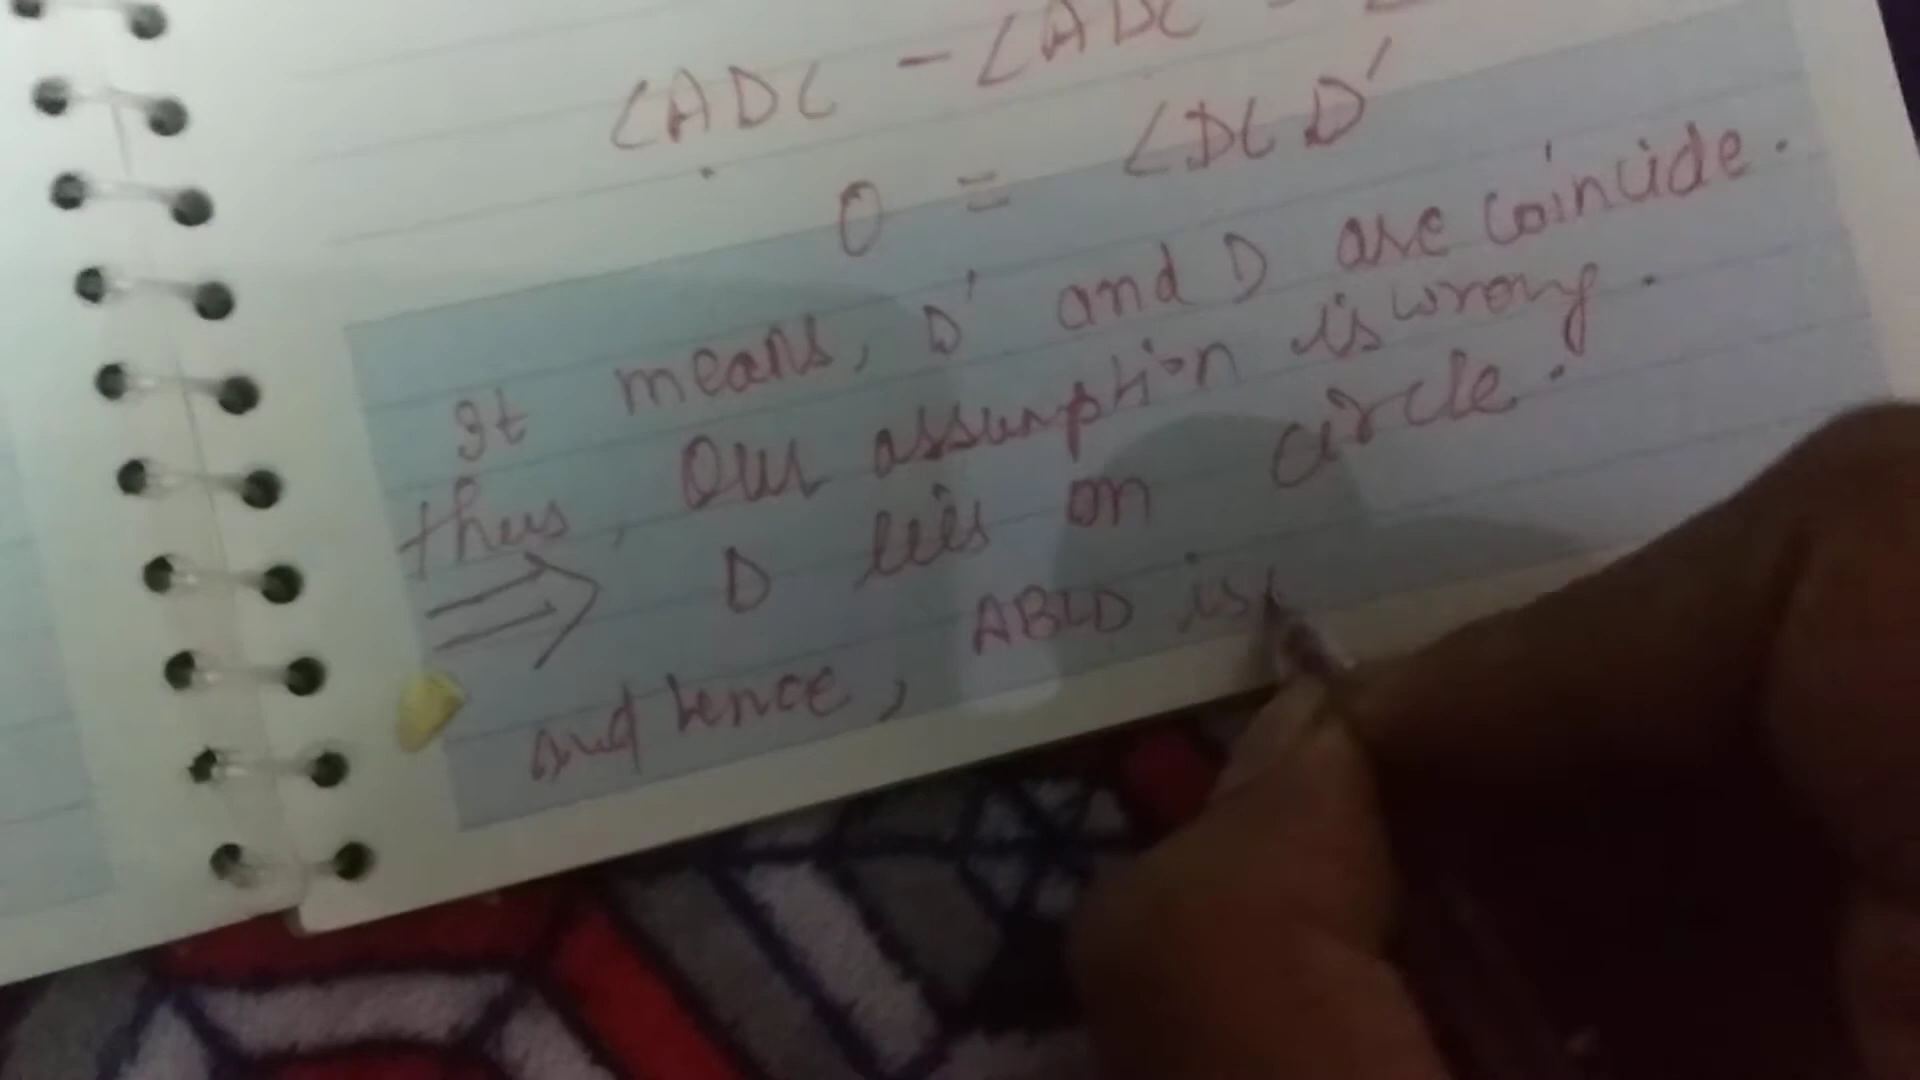 ∠ADC - ∠ADC -
0 = ∠DCD'
It means, D' and D are coincide.
thus, Our assumption is wrong.
⇒ D leis on circle.
and hence, ABCD is